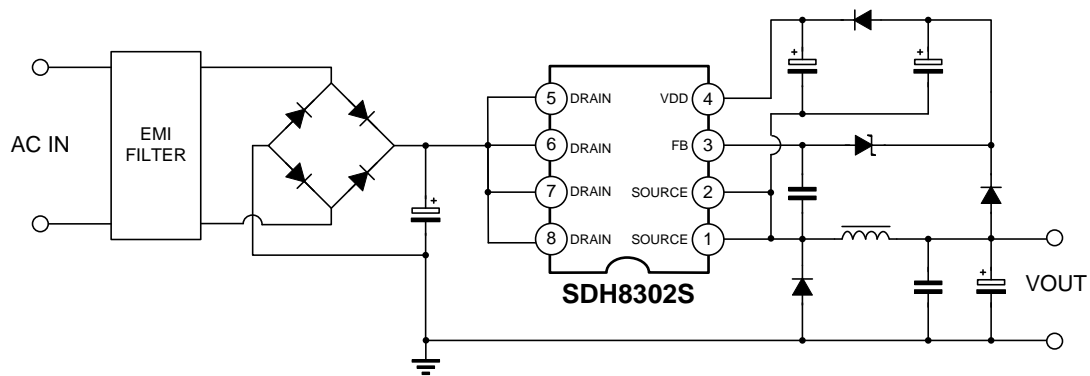 AC IN
EMI
FILTER
5 DRAIN
6 DRAIN
7 DRAIN
8 DRAIN
VDD 4
FB 3
SOURCE 2
SOURCE 1
SDH8302S
+
+
+
+
VOUT